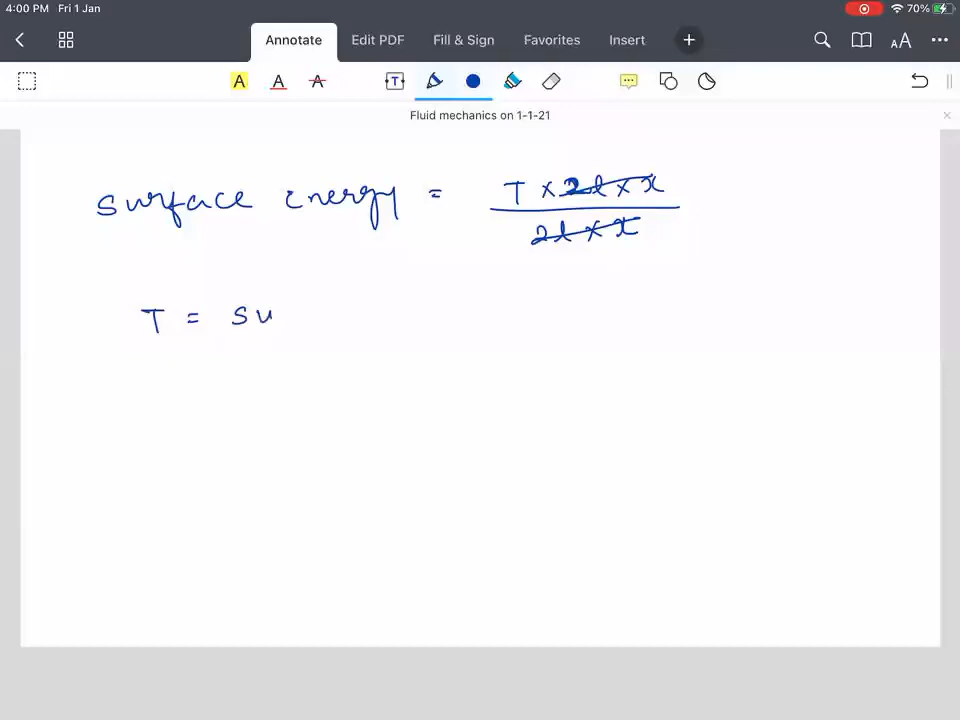 4:00 PM Fri 1 Jan 70%
Annotate Edit PDF Fill & Sign Favorites Insert +
A A A T AA
Fluid mechanics on 1-1-21 ×
Surface Energy = T × 2l × x
2l × x
T = Su